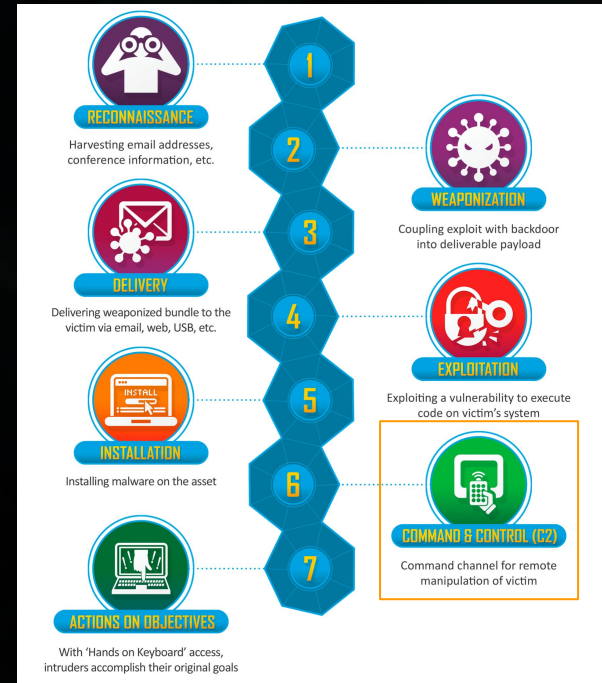 1
RECONNAISSANCE
Harvesting email addresses,
conference information, etc.
2
WEAPONIZATION
Coupling exploit with backdoor
into deliverable payload
3
DELIVERY
Delivering weaponized bundle to the
victim via email, web, USB, etc.
4
EXPLOITATION
Exploiting a vulnerability to execute
code on victim's system
5
INSTALL
INSTALLATION
Installing malware on the asset
6
COMMAND & CONTROL (C2)
Command channel for remote
manipulation of victim
7
ACTIONS ON OBJECTIVES
With ‘Hands on Keyboard’ access,
intruders accomplish their original goals